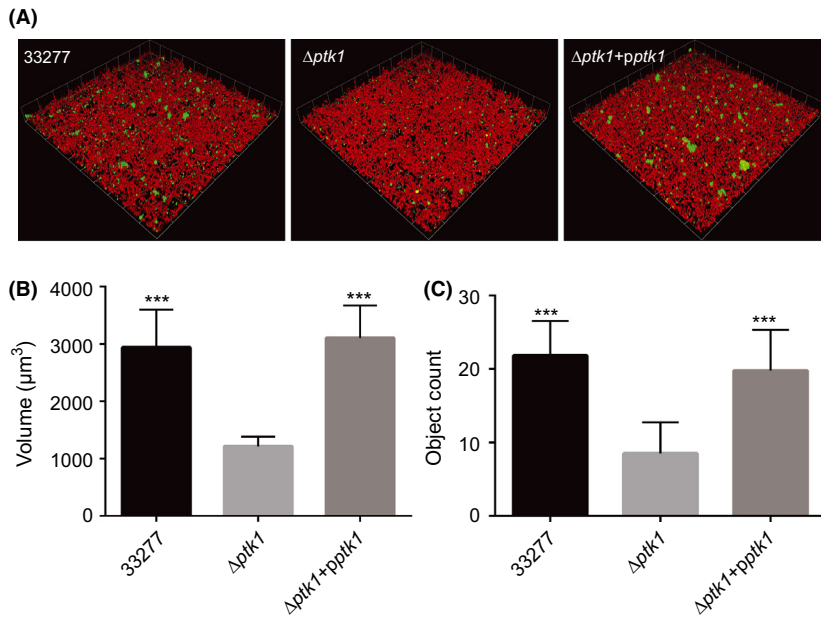 (A)
33277
Δptk1
Δptk1+pptk1
(B)
Volume (μm³)
4000
3000
2000
1000
0
***
***
33277
Δptk1
Δptk1+pptk1
(C)
Object count
30
20
10
0
***
***
33277
Δptk1
Δptk1+pptk1